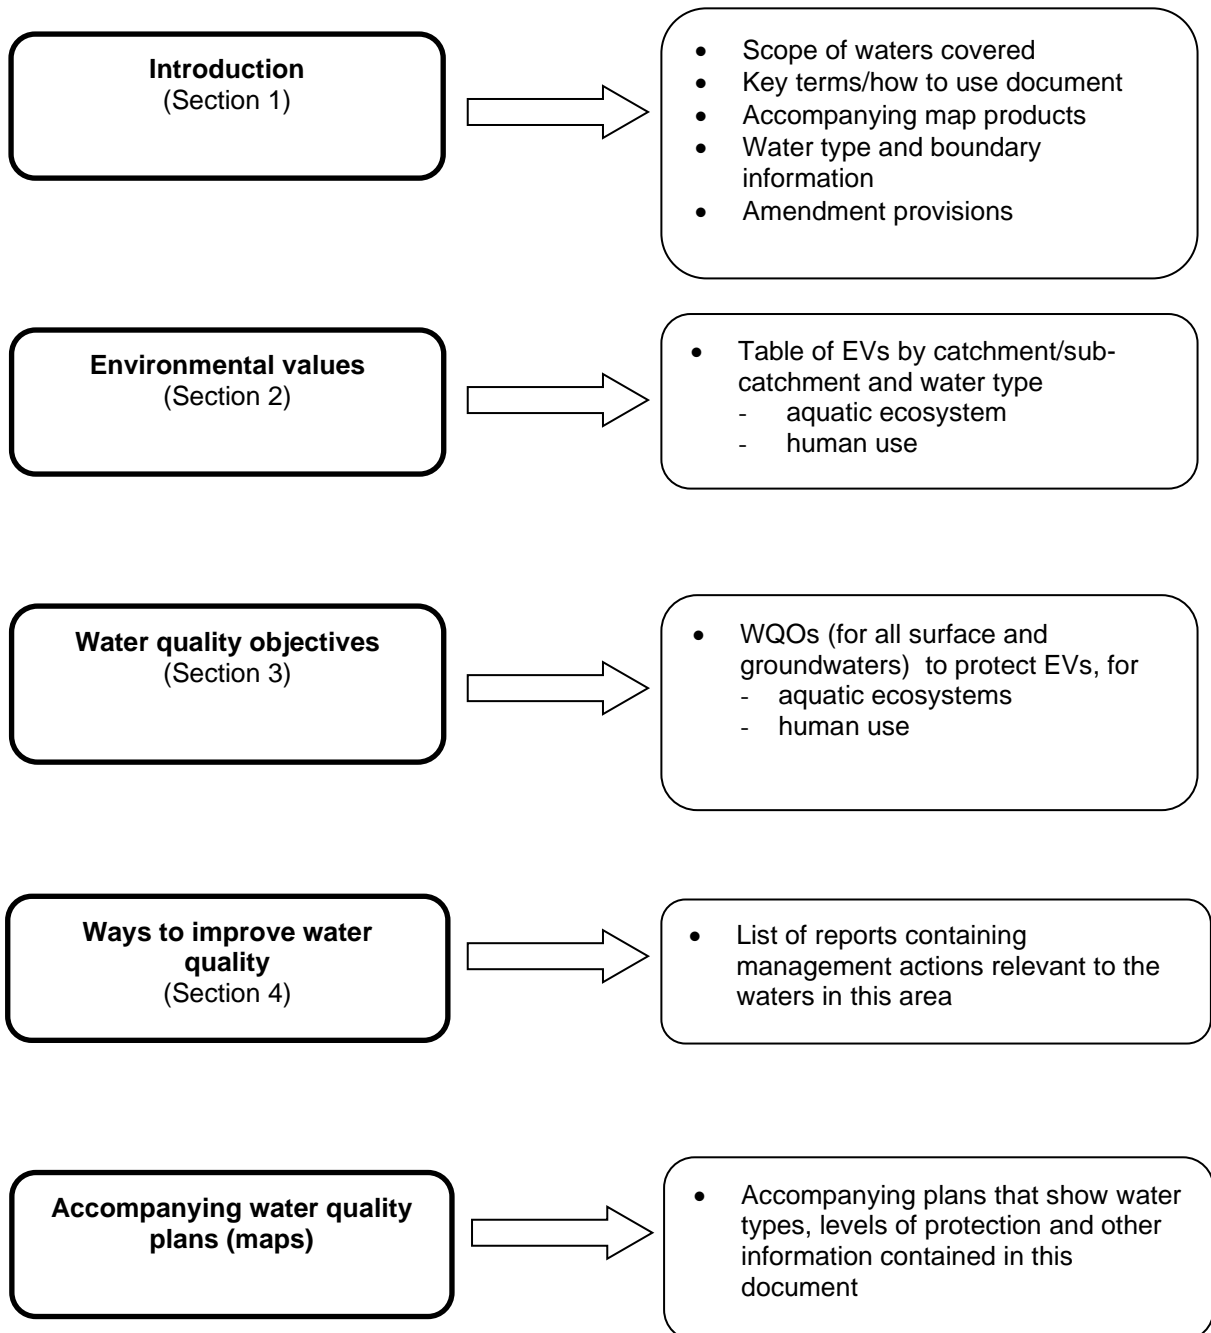 Introduction
(Section 1)
• Scope of waters covered
• Key terms/how to use document
• Accompanying map products
• Water type and boundary
information
• Amendment provisions
Environmental values
(Section 2)
• Table of EVs by catchment/sub-
catchment and water type
- aquatic ecosystem
- human use
Water quality objectives
(Section 3)
• WQOs (for all surface and
groundwaters)  to protect EVs, for
- aquatic ecosystems
- human use
Ways to improve water
quality
(Section 4)
• List of reports containing
management actions relevant to the
waters in this area
Accompanying water quality
plans (maps)
• Accompanying plans that show water
types, levels of protection and other
information contained in this
document